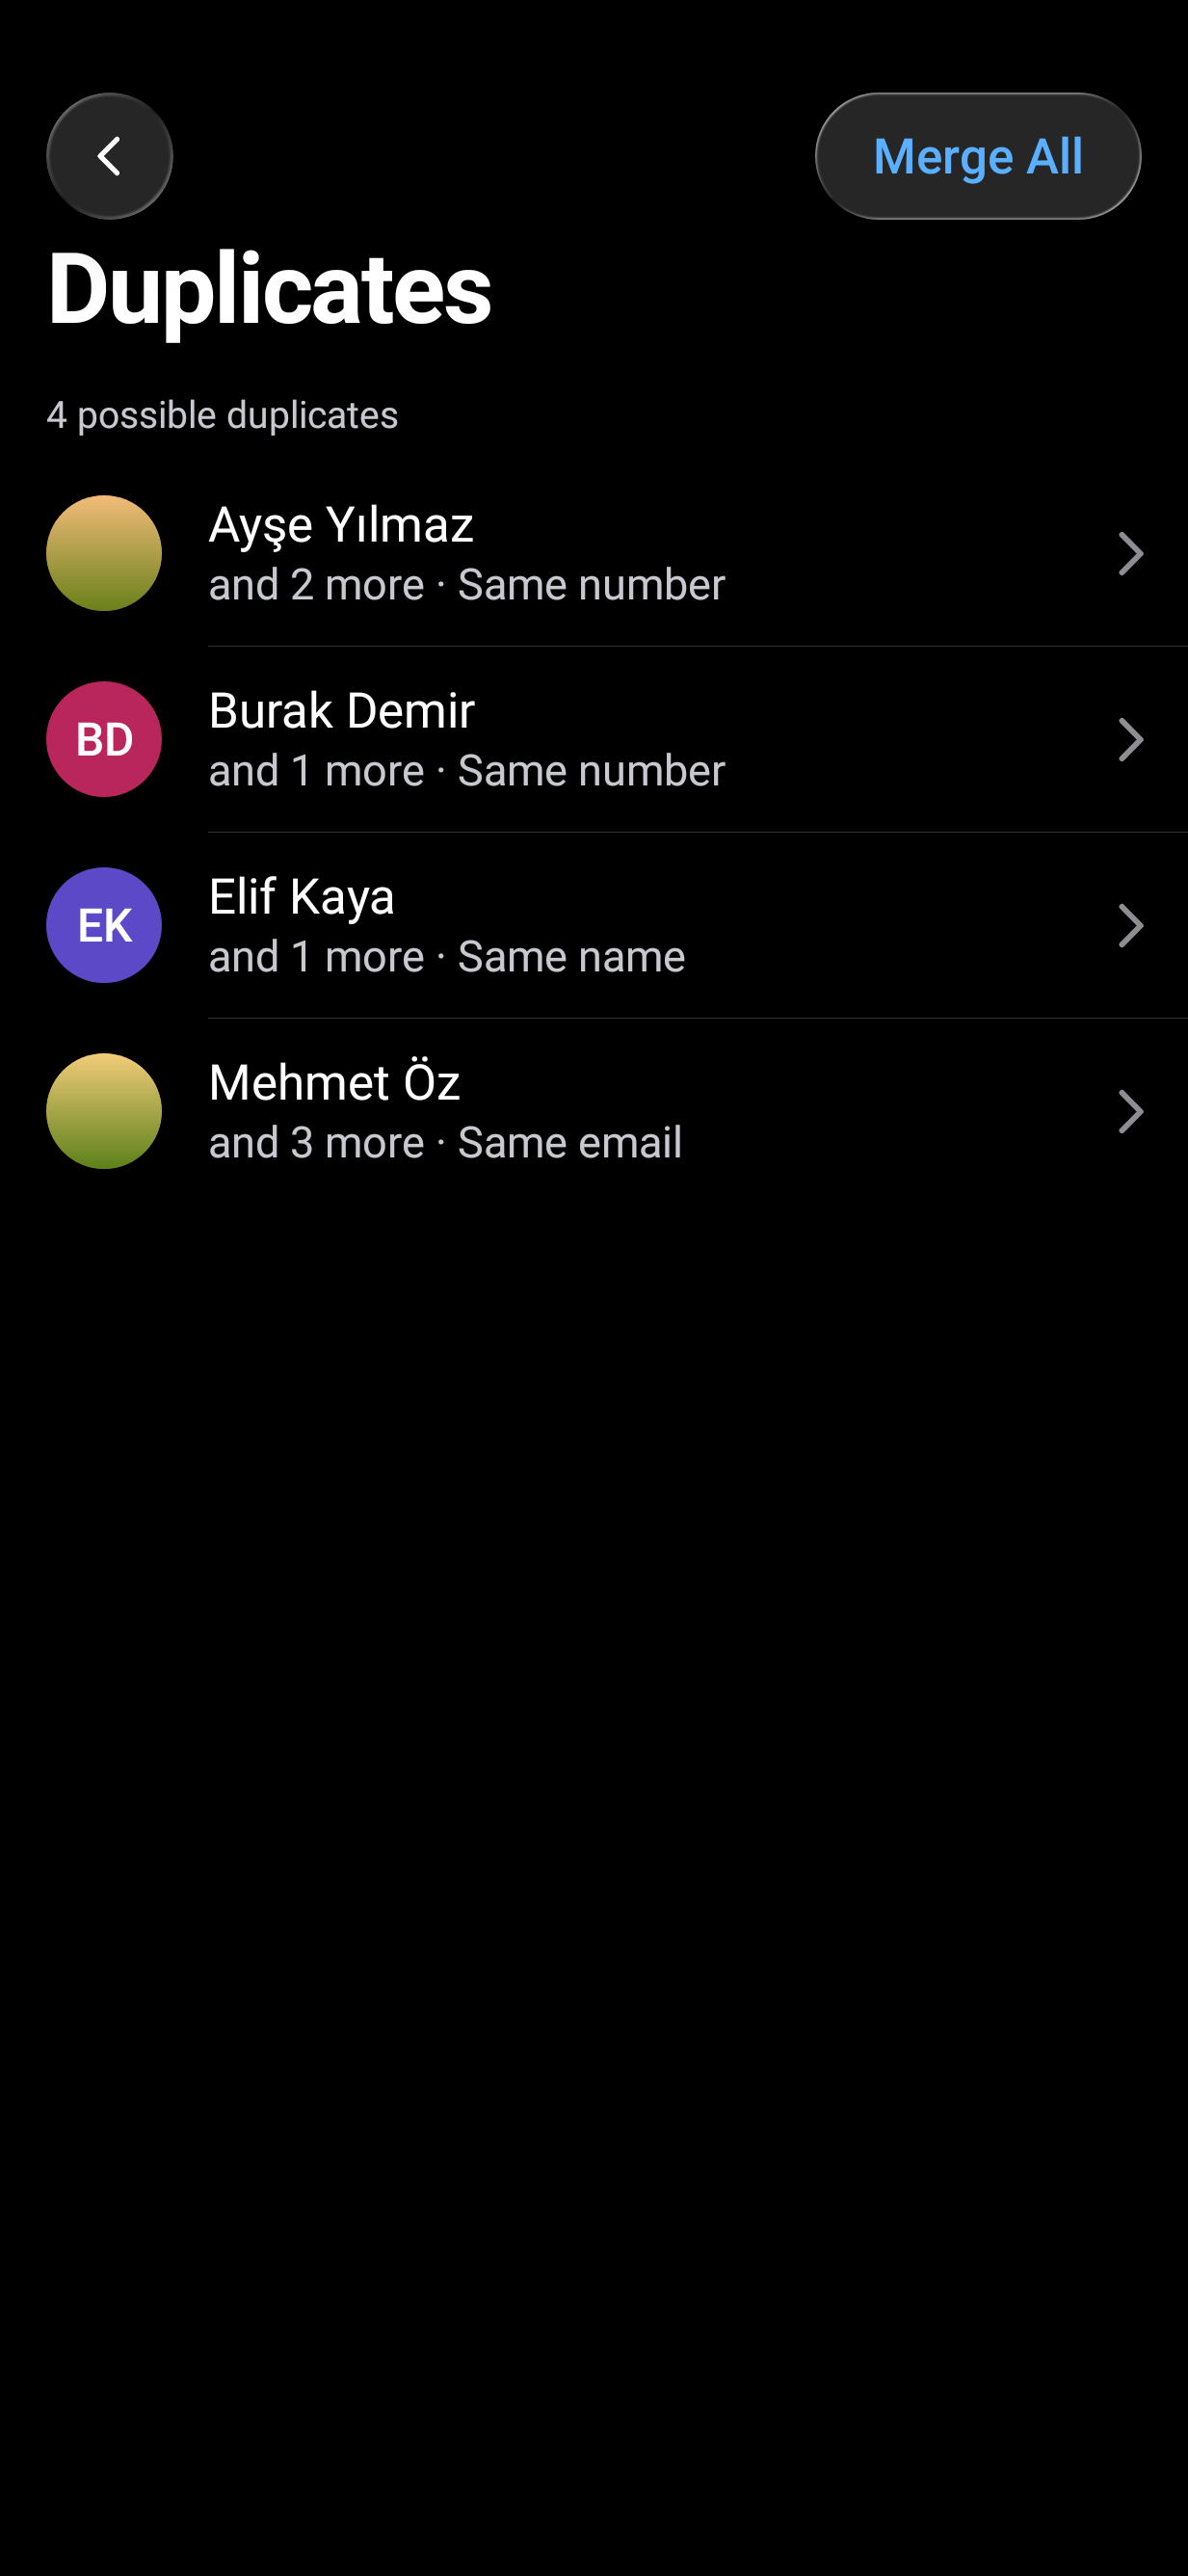 Merge All
Duplicates
4 possible duplicates
Ayşe Yılmaz
and 2 more · Same number
BD
Burak Demir
and 1 more · Same number
EK
Elif Kaya
and 1 more · Same name
Mehmet Öz
and 3 more · Same email